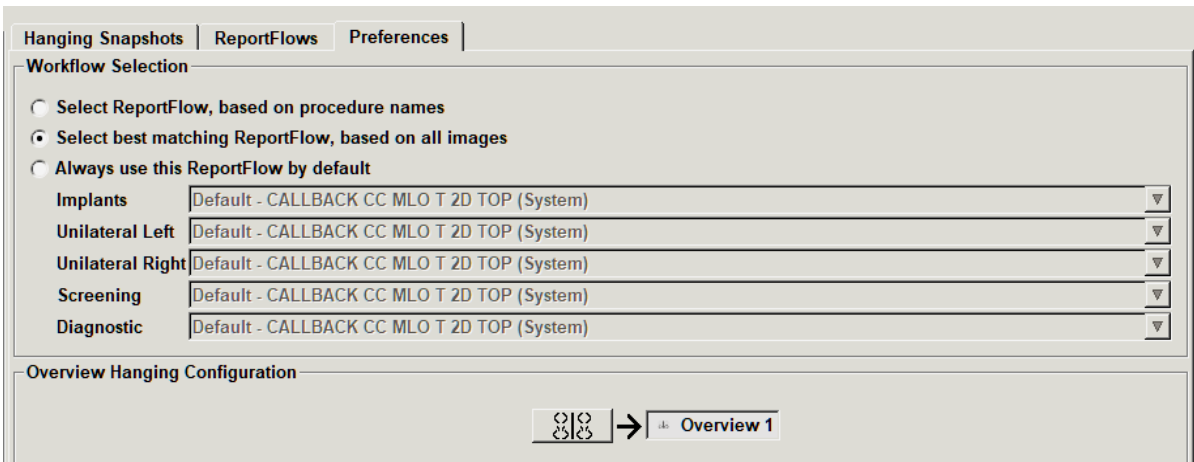 Hanging Snapshots ReportFlows Preferences
Workflow Selection
Select ReportFlow, based on procedure names
Select best matching ReportFlow, based on all images
Always use this ReportFlow by default
Implants Default - CALLBACK CC MLO T 2D TOP (System)
Unilateral Left Default - CALLBACK CC MLO T 2D TOP (System)
Unilateral Right Default - CALLBACK CC MLO T 2D TOP (System)
Screening Default - CALLBACK CC MLO T 2D TOP (System)
Diagnostic Default - CALLBACK CC MLO T 2D TOP (System)
Overview Hanging Configuration
Overview 1